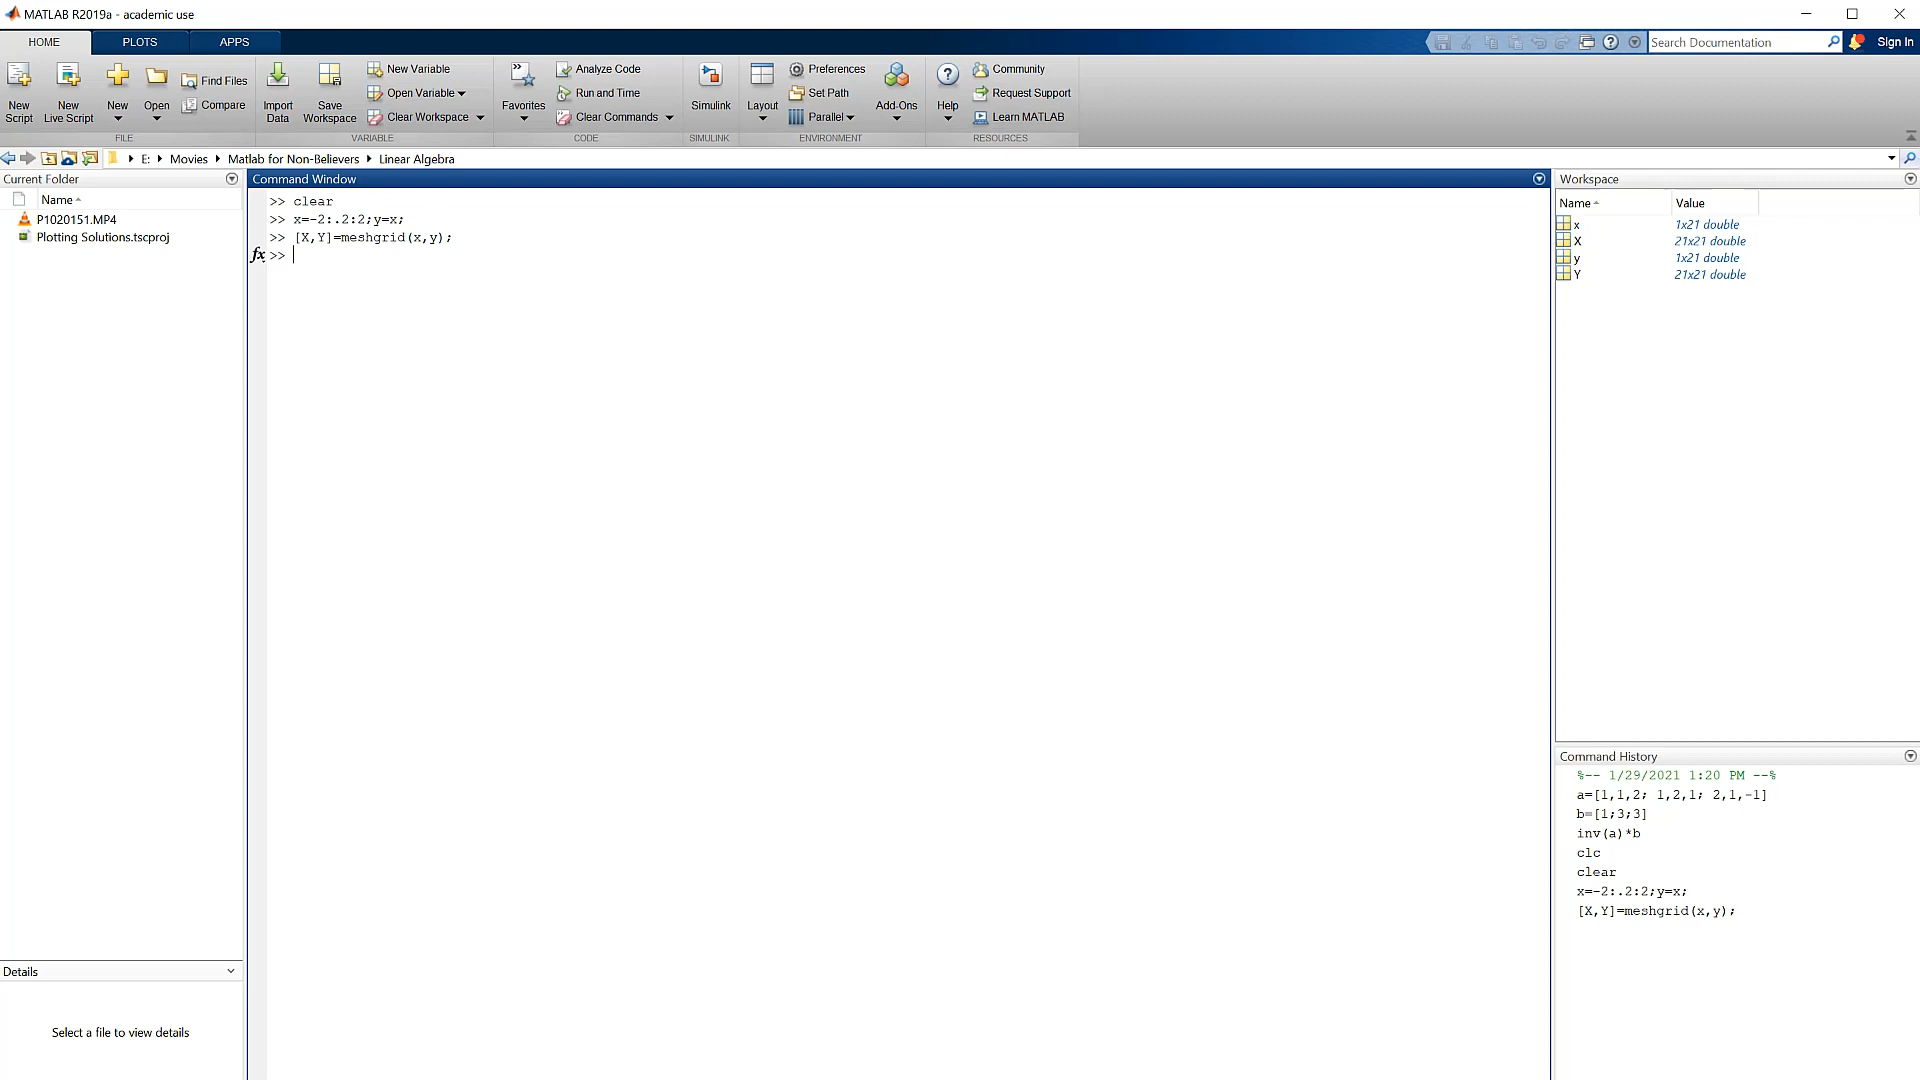 MATLAB R2019a - academic use
HOME PLOTS APPS
Search Documentation
Sign In
New Script
New Live Script
New
Open
Find Files
Compare
FILE
Import Data
Save Workspace
New Variable
Open Variable
Clear Workspace
VARIABLE
Favorites
Analyze Code
Run and Time
Clear Commands
CODE
Simulink
SIMULINK
Layout
Preferences
Set Path
Parallel
Add-Ons
ENVIRONMENT
Help
Community
Request Support
Learn MATLAB
RESOURCES
E: Movies Matlab for Non-Believers Linear Algebra
Current Folder
Name
P1020151.MP4
Plotting Solutions.tscproj
Details
Select a file to view details
Command Window
>> clear
>> x=-2:.2:2;y=x;
>> [X,Y]=meshgrid(x,y);
fx >>
Workspace
Name Value
x 1x21 double
X 21x21 double
y 1x21 double
Y 21x21 double
Command History
%-- 1/29/2021 1:20 PM --%
a=[1,1,2; 1,2,1; 2,1,-1]
b=[1;3;3]
inv(a)*b
clc
clear
x=-2:.2:2;y=x;
[X,Y]=meshgrid(x,y);